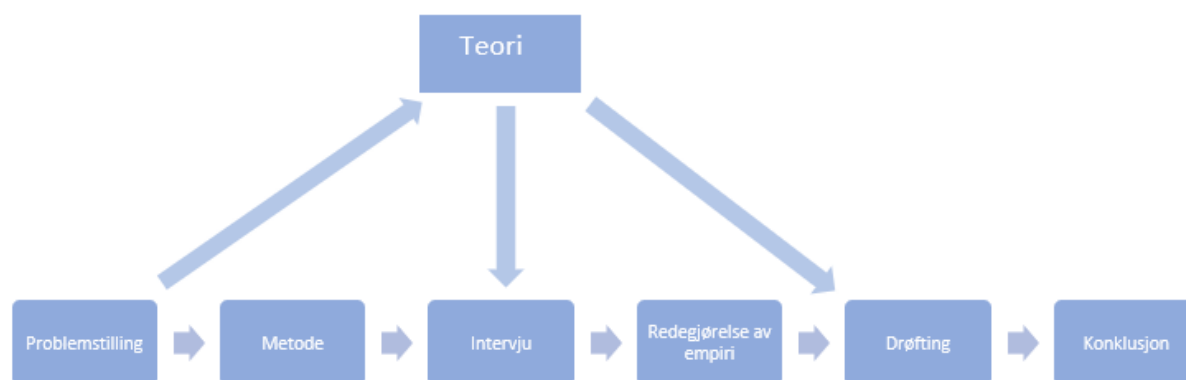 Teori
Problemstilling
Metode
Intervju
Redegjørelse av
empiri
Drøfting
Konklusjon